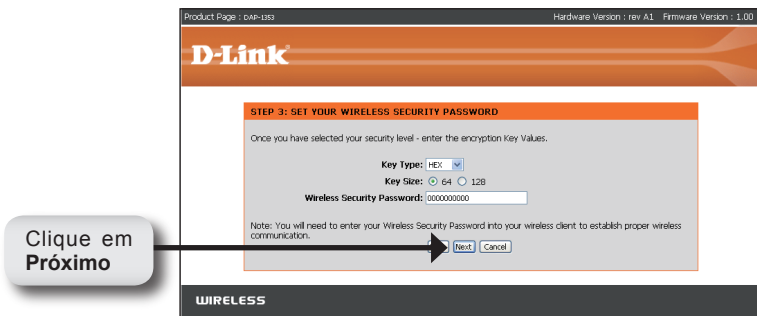 Product Page : DAP-1353 Hardware Version : rev A1 Firmware Version : 1.00
D-Link
STEP 3: SET YOUR WIRELESS SECURITY PASSWORD
Once you have selected your security level - enter the encryption Key Values.
Key Type: HEX
Key Size: 64 128
Wireless Security Password: 0000000000
Note: You will need to enter your Wireless Security Password into your wireless client to establish proper wireless
communication.
Next Cancel
Clique em
Próximo
WIRELESS